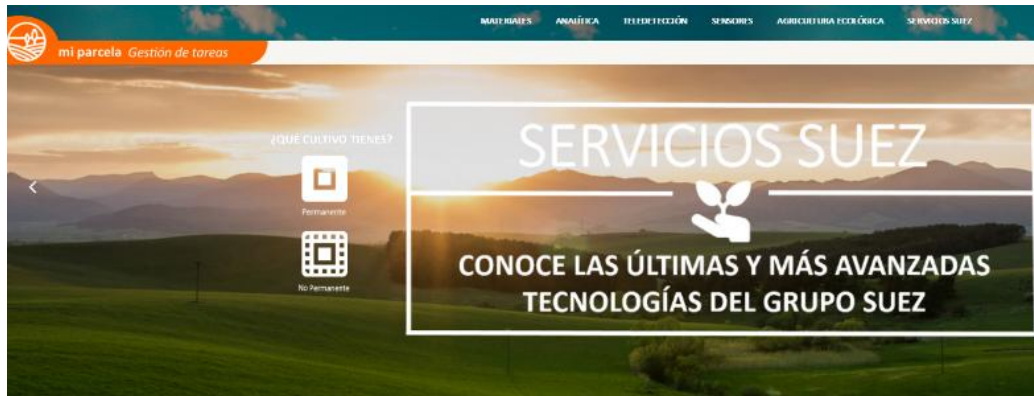 MATERIALES ANALÍTICA TELEDETECCIÓN SENSORES AGRICULTURA ECOLÓGICA SERVICIOS SUEZ
mi parcela Gestión de tareas
¿QUÉ CULTIVO TIENES?
Permanente
No Permanente
SERVICIOS SUEZ
CONOCE LAS ÚLTIMAS Y MÁS AVANZADAS
TECNOLOGÍAS DEL GRUPO SUEZ